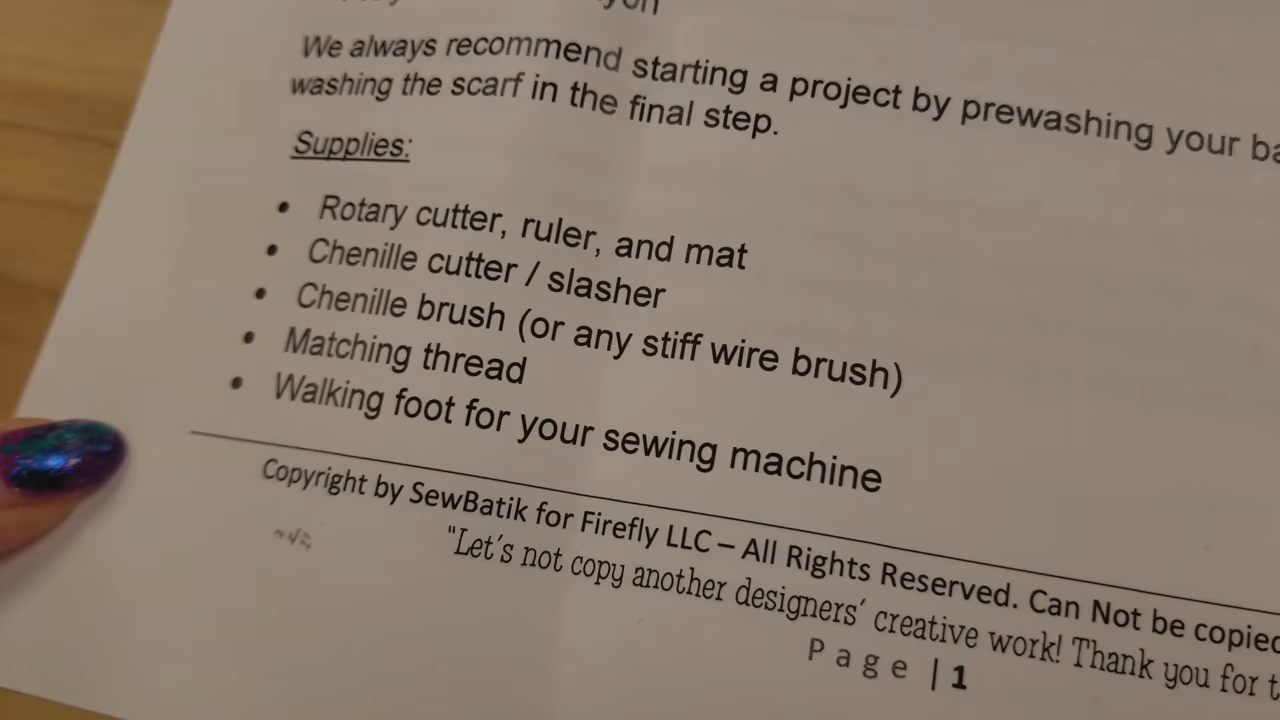 We always recommend starting a project by prewashing your
washing the scarf in the final step.
Supplies:
• Rotary cutter, ruler, and mat
• Chenille cutter / slasher
• Chenille brush (or any stiff wire brush)
• Matching thread
• Walking foot for your sewing machine
Copyright by SewBatik for Firefly LLC – All Rights Reserved. Can Not be copied
"Let's not copy another designers' creative work! Thank you for
Page | 1